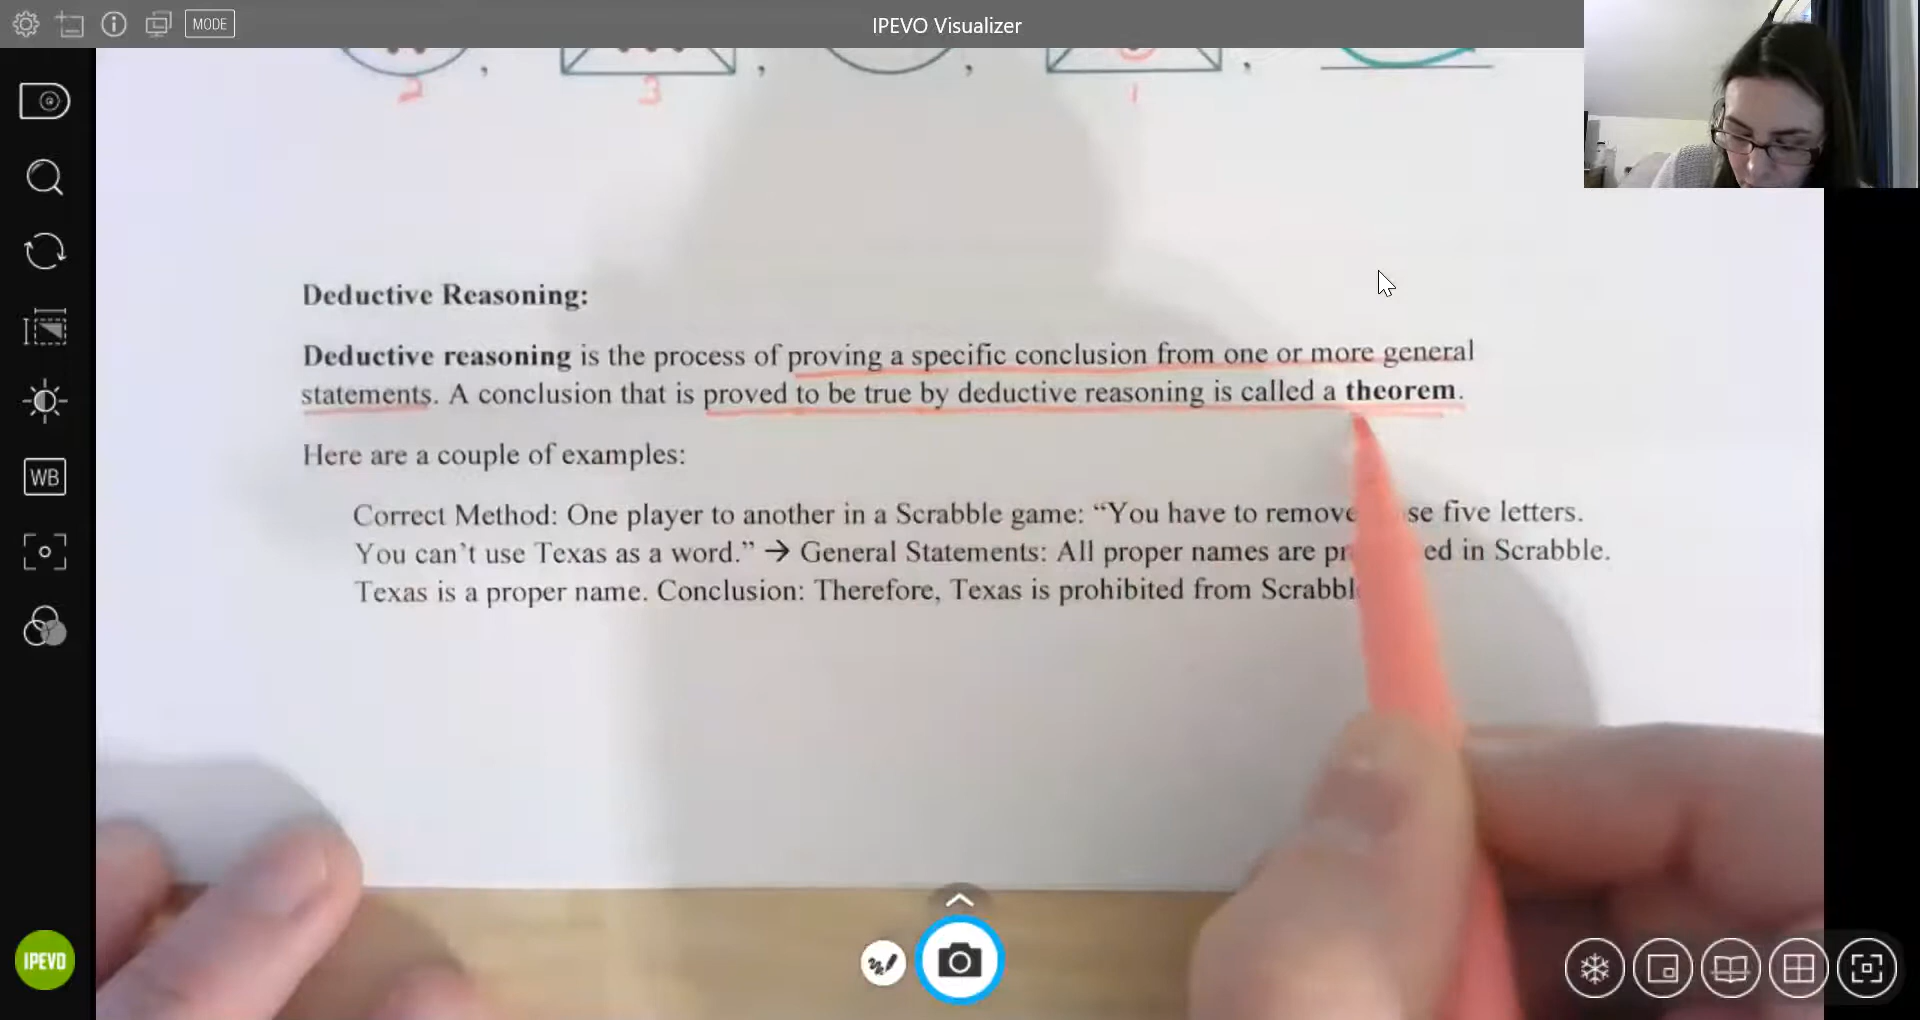 MODE
IPEVO Visualizer
, , , ,
2 3 1
Deductive Reasoning:
Deductive reasoning is the process of proving a specific conclusion from one or more general
statements. A conclusion that is proved to be true by deductive reasoning is called a theorem.
Here are a couple of examples:
Correct Method: One player to another in a Scrabble game: “You have to remove five letters.
You can’t use Texas as a word.” → General Statements: All proper names are in Scrabble.
Texas is a proper name. Conclusion: Therefore, Texas is prohibited from
WB
IPEVO